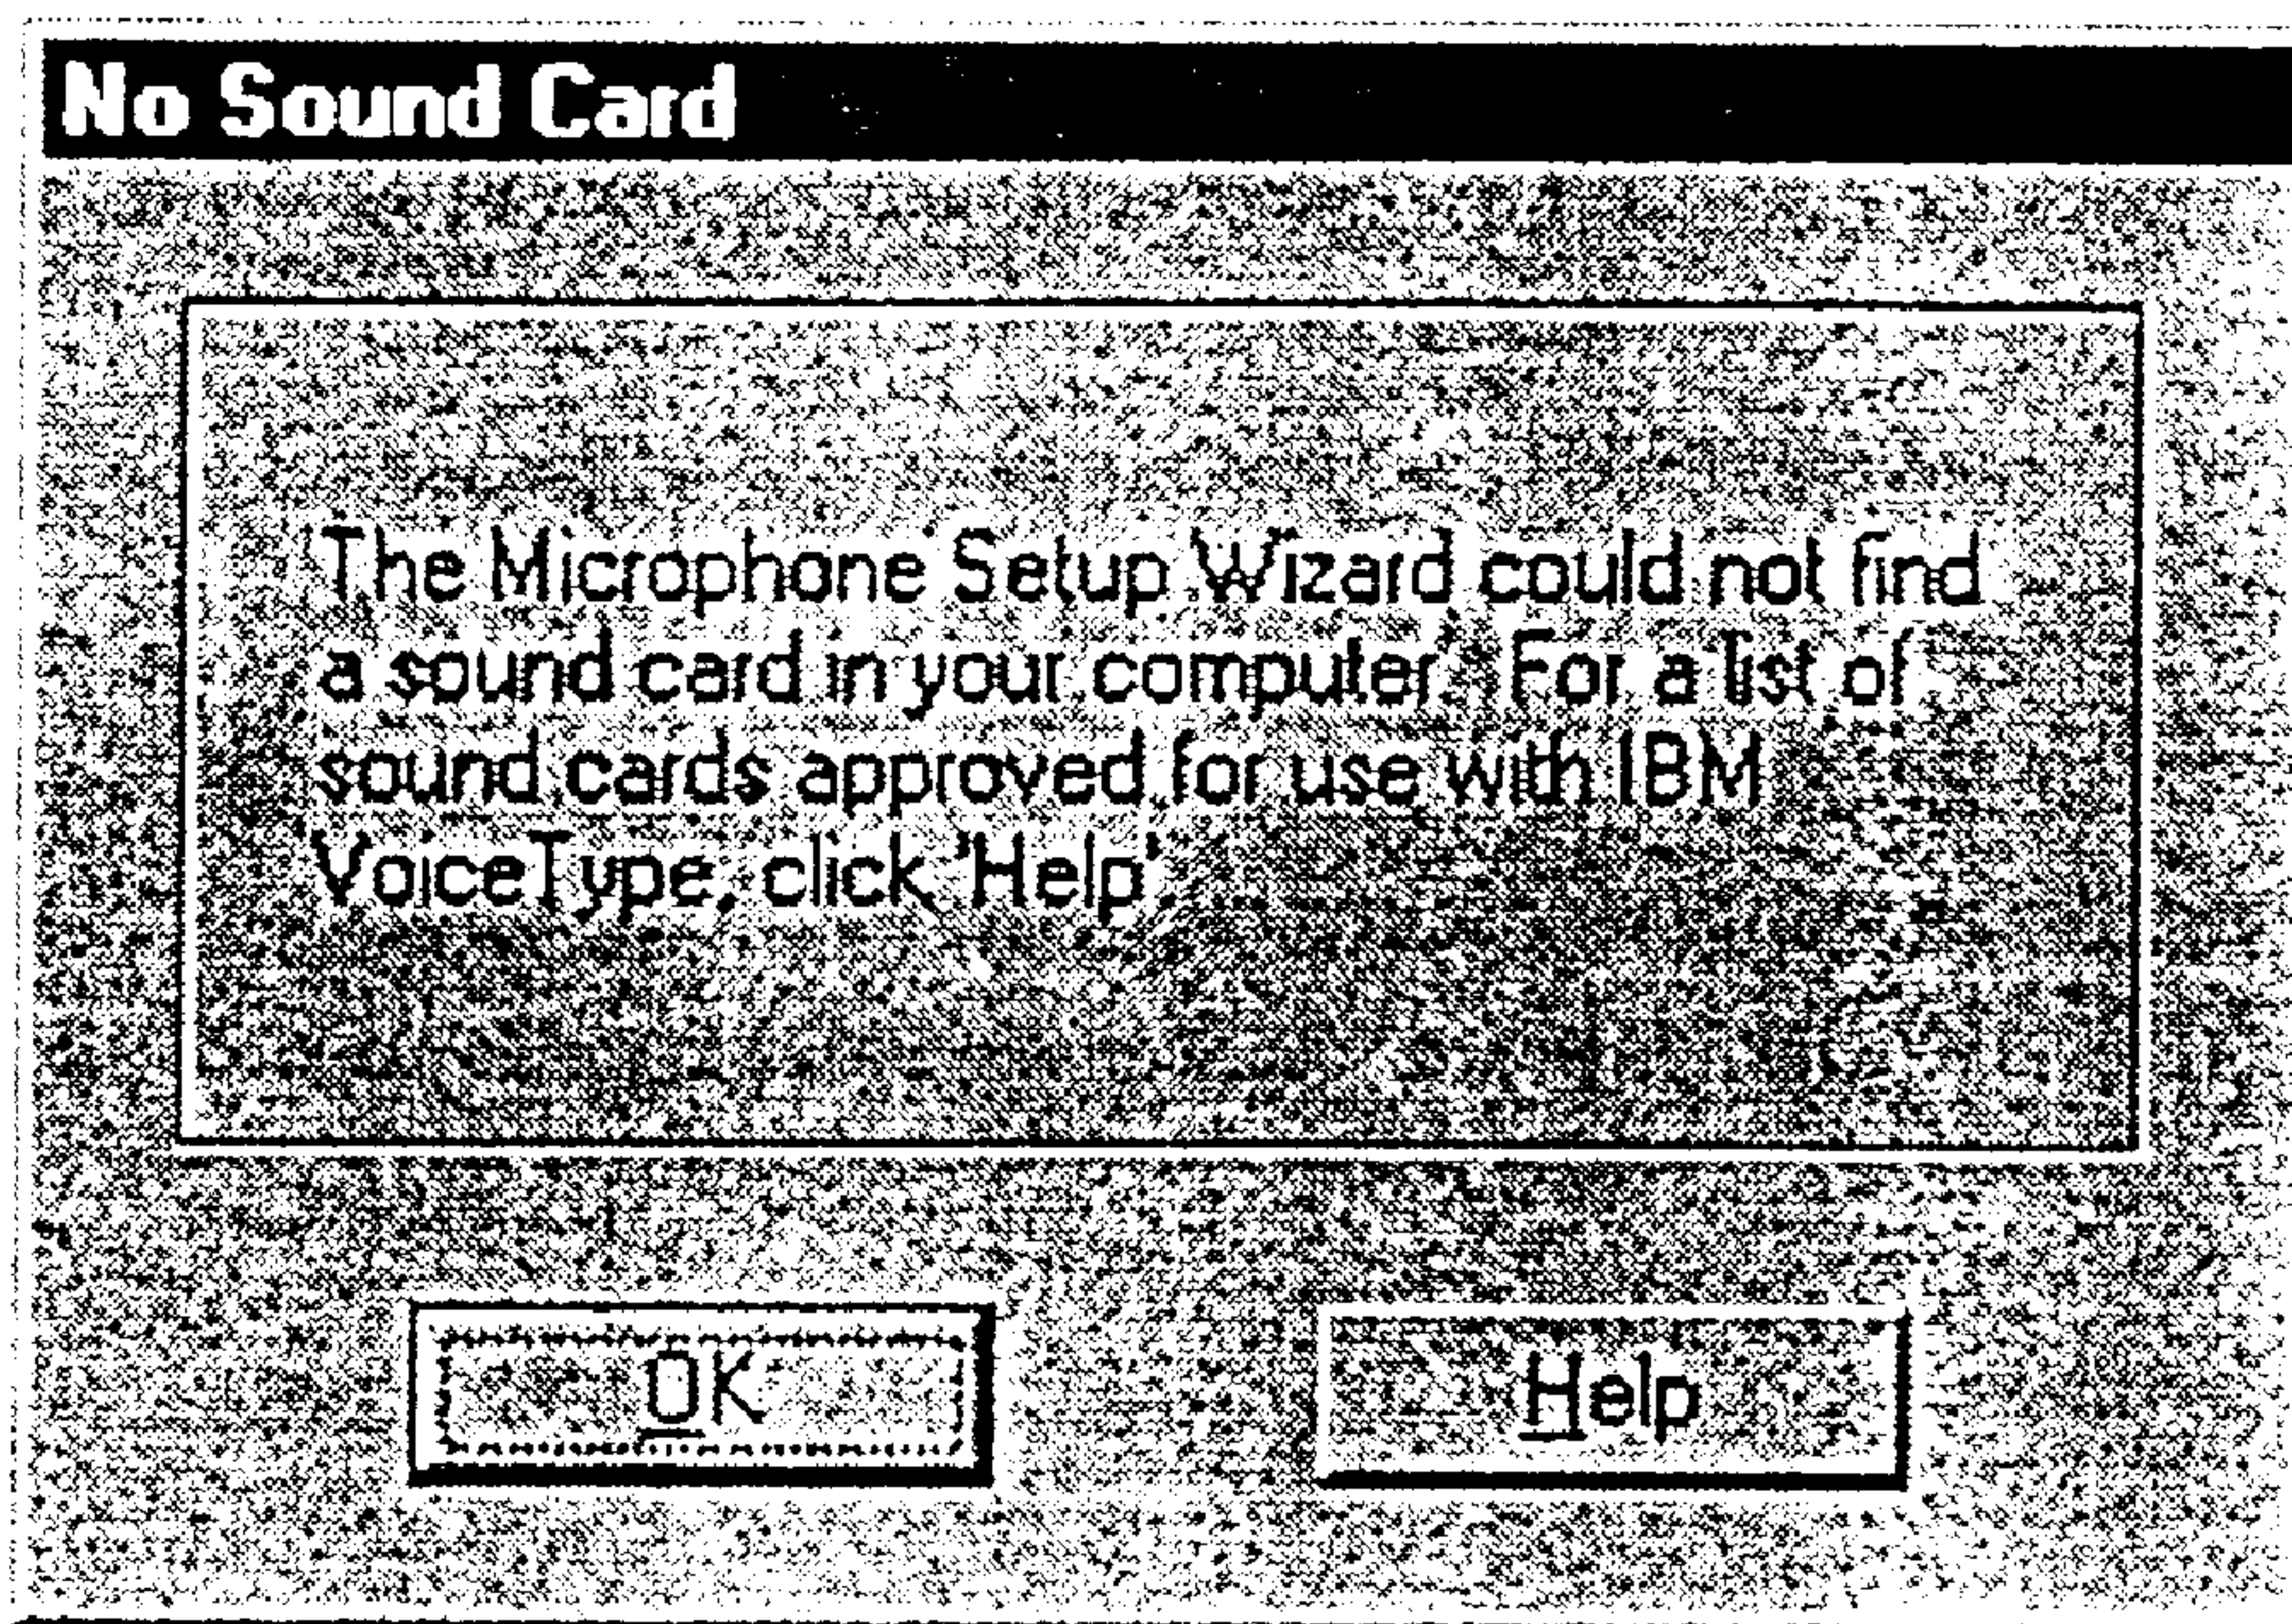 No Sound Card
The Microphone Setup Wizard could not find
a sound card in your computer. For a list of
sound cards approved for use with IBM
VoiceType, click 'Help'
OK
Help